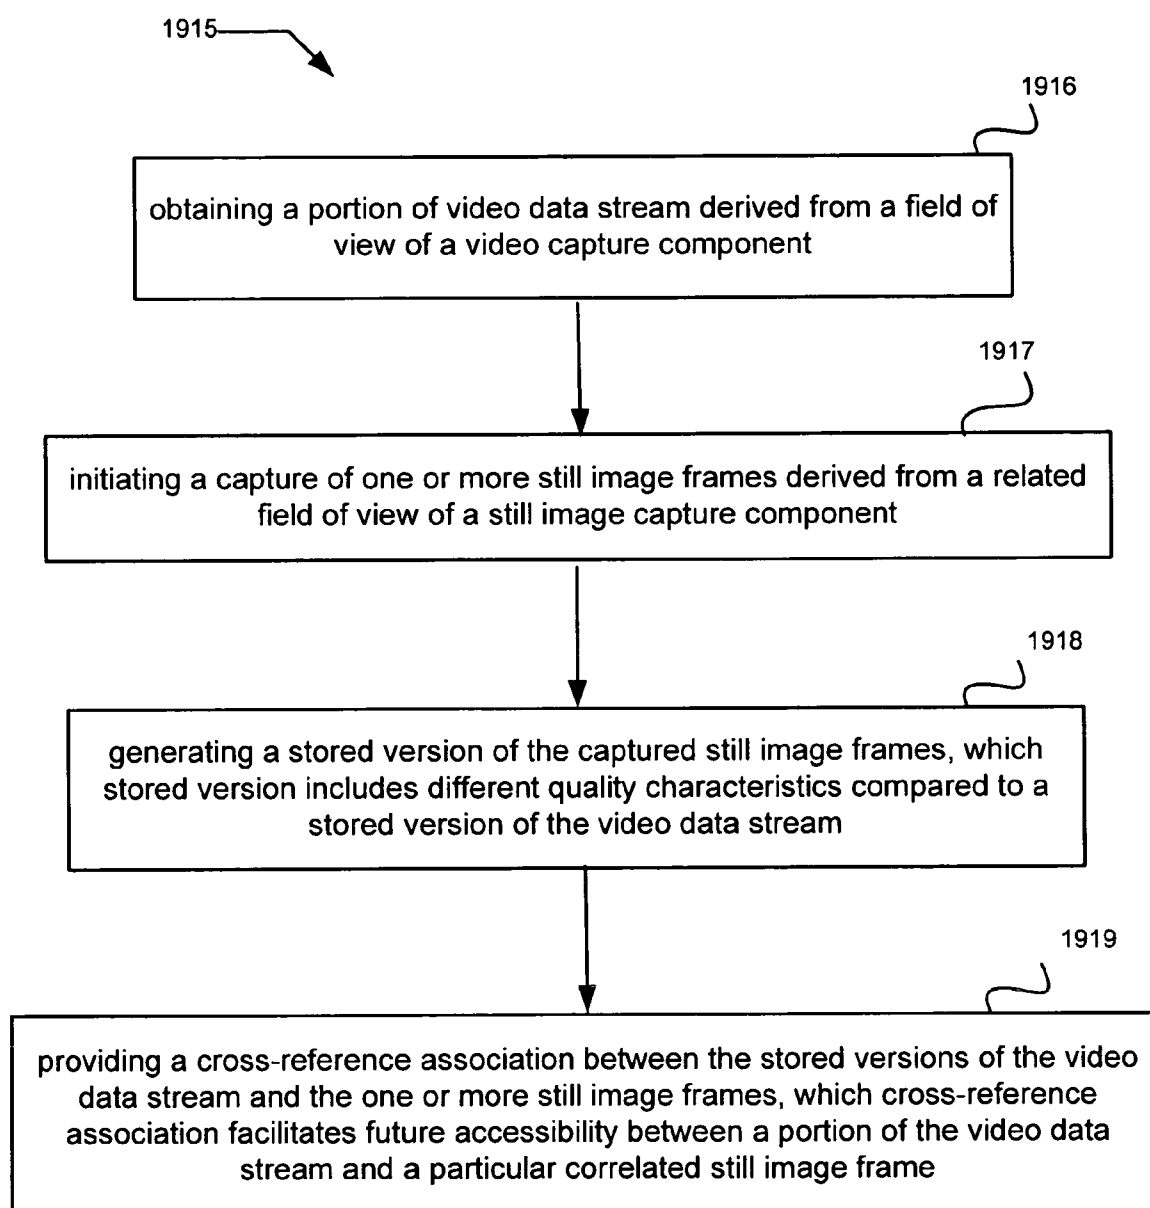 1915
1916
obtaining a portion of video data stream derived from a field of
view of a video capture component
1917
initiating a capture of one or more still image frames derived from a related
field of view of a still image capture component
1918
generating a stored version of the captured still image frames, which
stored version includes different quality characteristics compared to a
stored version of the video data stream
1919
providing a cross-reference association between the stored versions of the video
data stream and the one or more still image frames, which cross-reference
association facilitates future accessibility between a portion of the video data
stream and a particular correlated still image frame